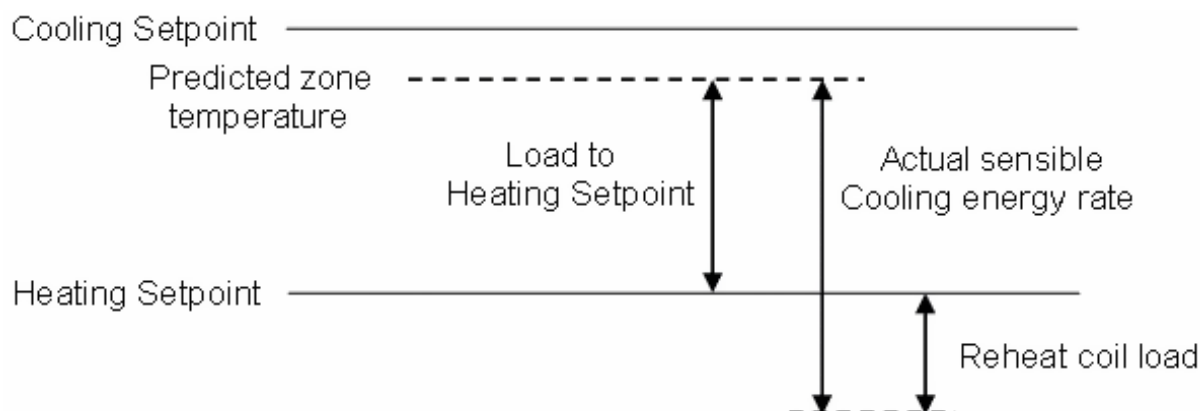 Cooling Setpoint
Predicted zone
temperature
Load to
Heating Setpoint
Actual sensible
Cooling energy rate
Heating Setpoint
Reheat coil load